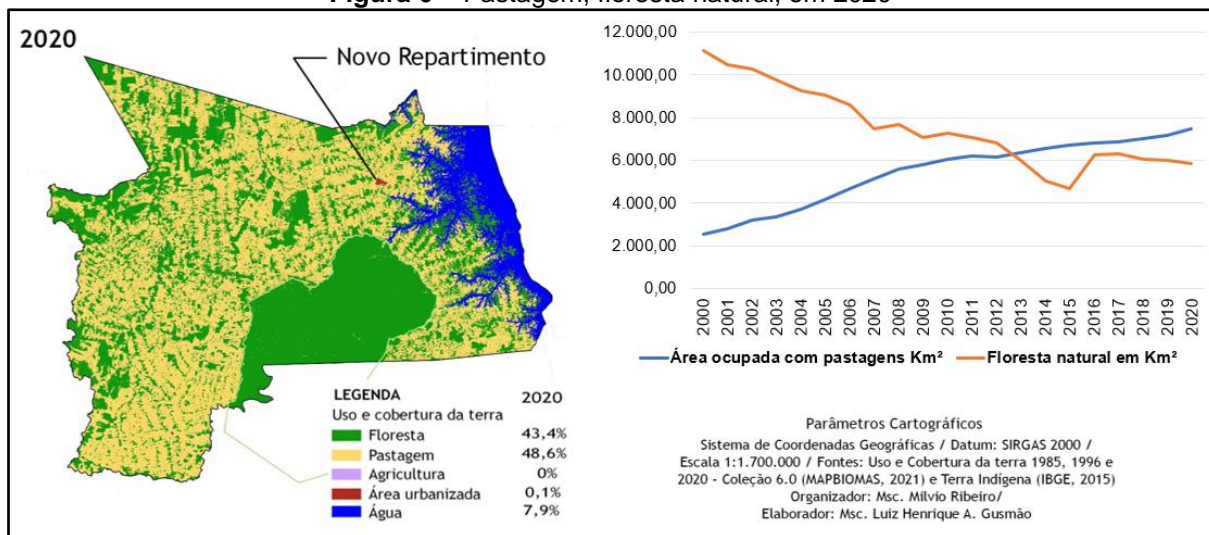 2020
Novo Repartimento
LEGENDA 2020
Uso e cobertura da terra
Floresta 43,4%
Pastagem 48,6%
Agricultura 0%
Área urbanizada 0,1%
Água 7,9%
12.000,00
10.000,00
8.000,00
6.000,00
4.000,00
2.000,00
0,00
2000 2001 2002 2003 2004 2005 2006 2007 2008 2009 2010 2011 2012 2013 2014 2015 2016 2017 2018 2019 2020
Área ocupada com pastagens Km² Floresta natural em Km²
Parâmetros Cartográficos
Sistema de Coordenadas Geográficas / Datum: SIRGAS 2000 /
Escala 1:1.700.000 / Fontes: Uso e Cobertura da terra 1985, 1996 e
2020 - Coleção 6.0 (MAPBIOMAS, 2021) e Terra Indígena (IBGE, 2015)
Organizador: Msc. Milvio Ribeiro/
Elaborador: Msc. Luiz Henrique A. Gusmão